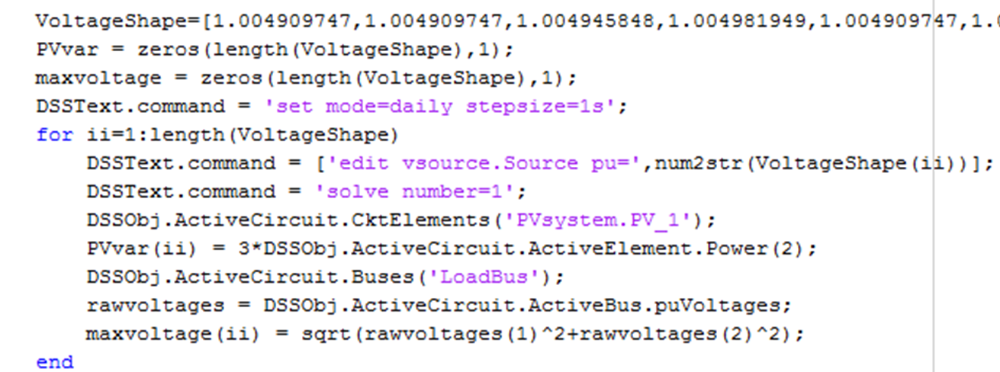 VoltageShape=[1.004909747,1.004909747,1.004945848,1.004981949,1.004909747,1.0
PVvar = zeros(length(VoltageShape),1);
maxvoltage = zeros(length(VoltageShape),1);
DSSText.command = 'set mode=daily stepsize=1s';
for ii=1:length(VoltageShape)
DSSText.command = ['edit vsource.Source pu=',num2str(VoltageShape(ii))];
DSSText.command = 'solve number=1';
DSSObj.ActiveCircuit.CktElements('PVsystem.PV_1');
PVvar(ii) = 3*DSSObj.ActiveCircuit.ActiveElement.Power(2);
DSSObj.ActiveCircuit.Buses('LoadBus');
rawvoltages = DSSObj.ActiveCircuit.ActiveBus.puVoltages;
maxvoltage(ii) = sqrt(rawvoltages(1)^2+rawvoltages(2)^2);
end